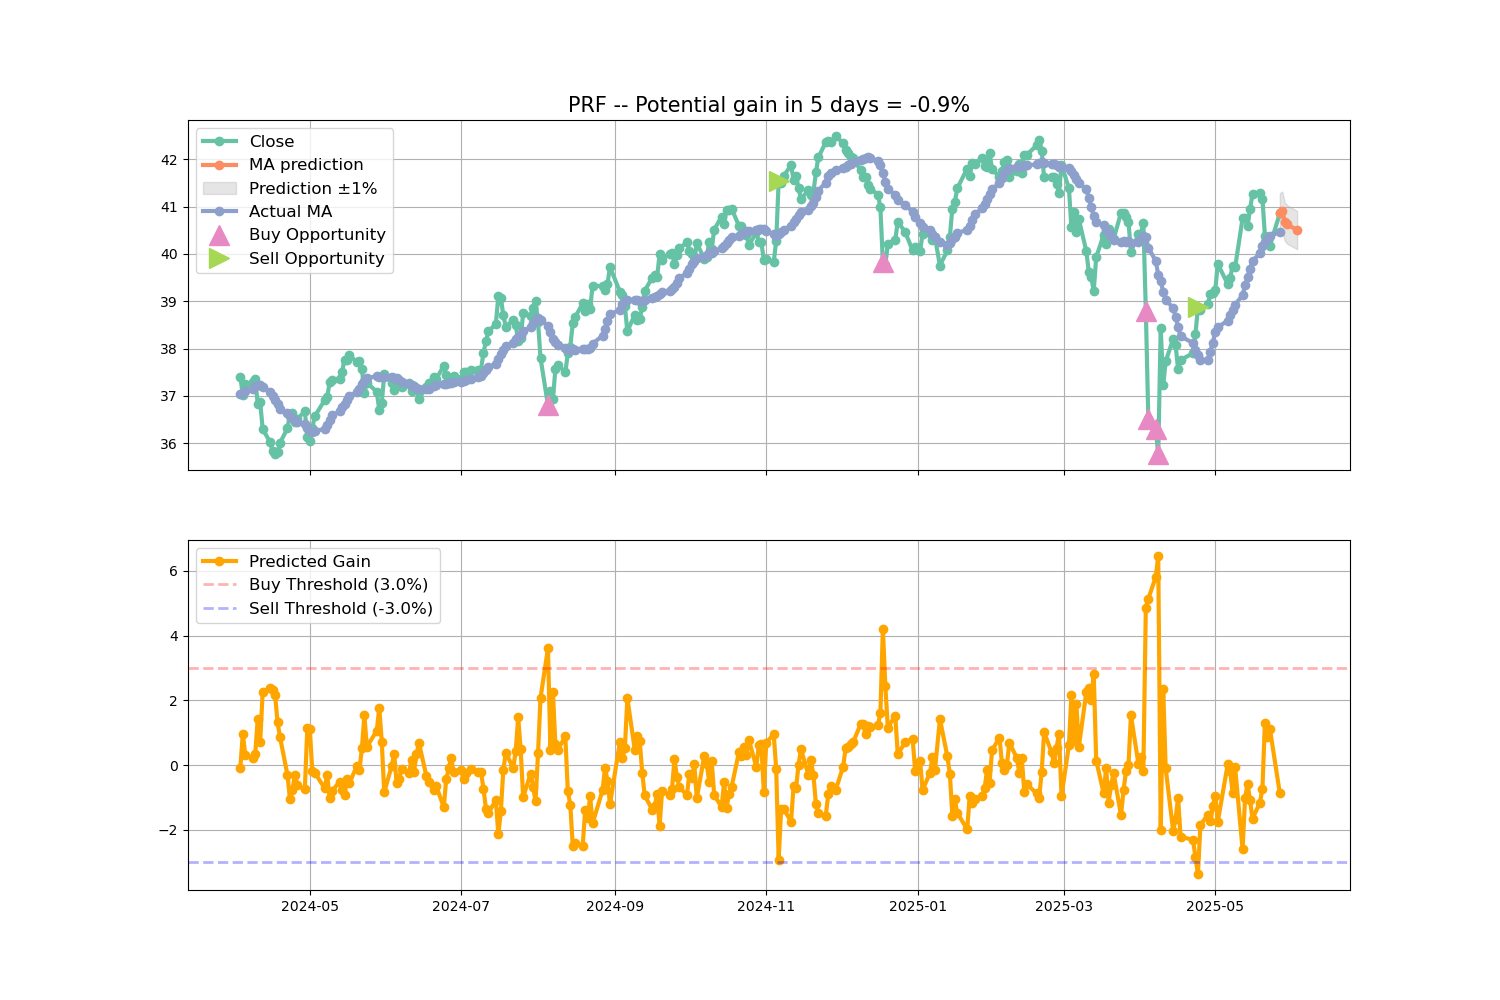 PRF -- Potential gain in 5 days = -0.9%
Close
MA prediction
Prediction ±1%
Actual MA
Buy Opportunity
Sell Opportunity
42
41
40
39
38
37
36
Predicted Gain
Buy Threshold (3.0%)
Sell Threshold (-3.0%)
6
4
2
0
−2
2024-05 2024-07 2024-09 2024-11 2025-01 2025-03 2025-05